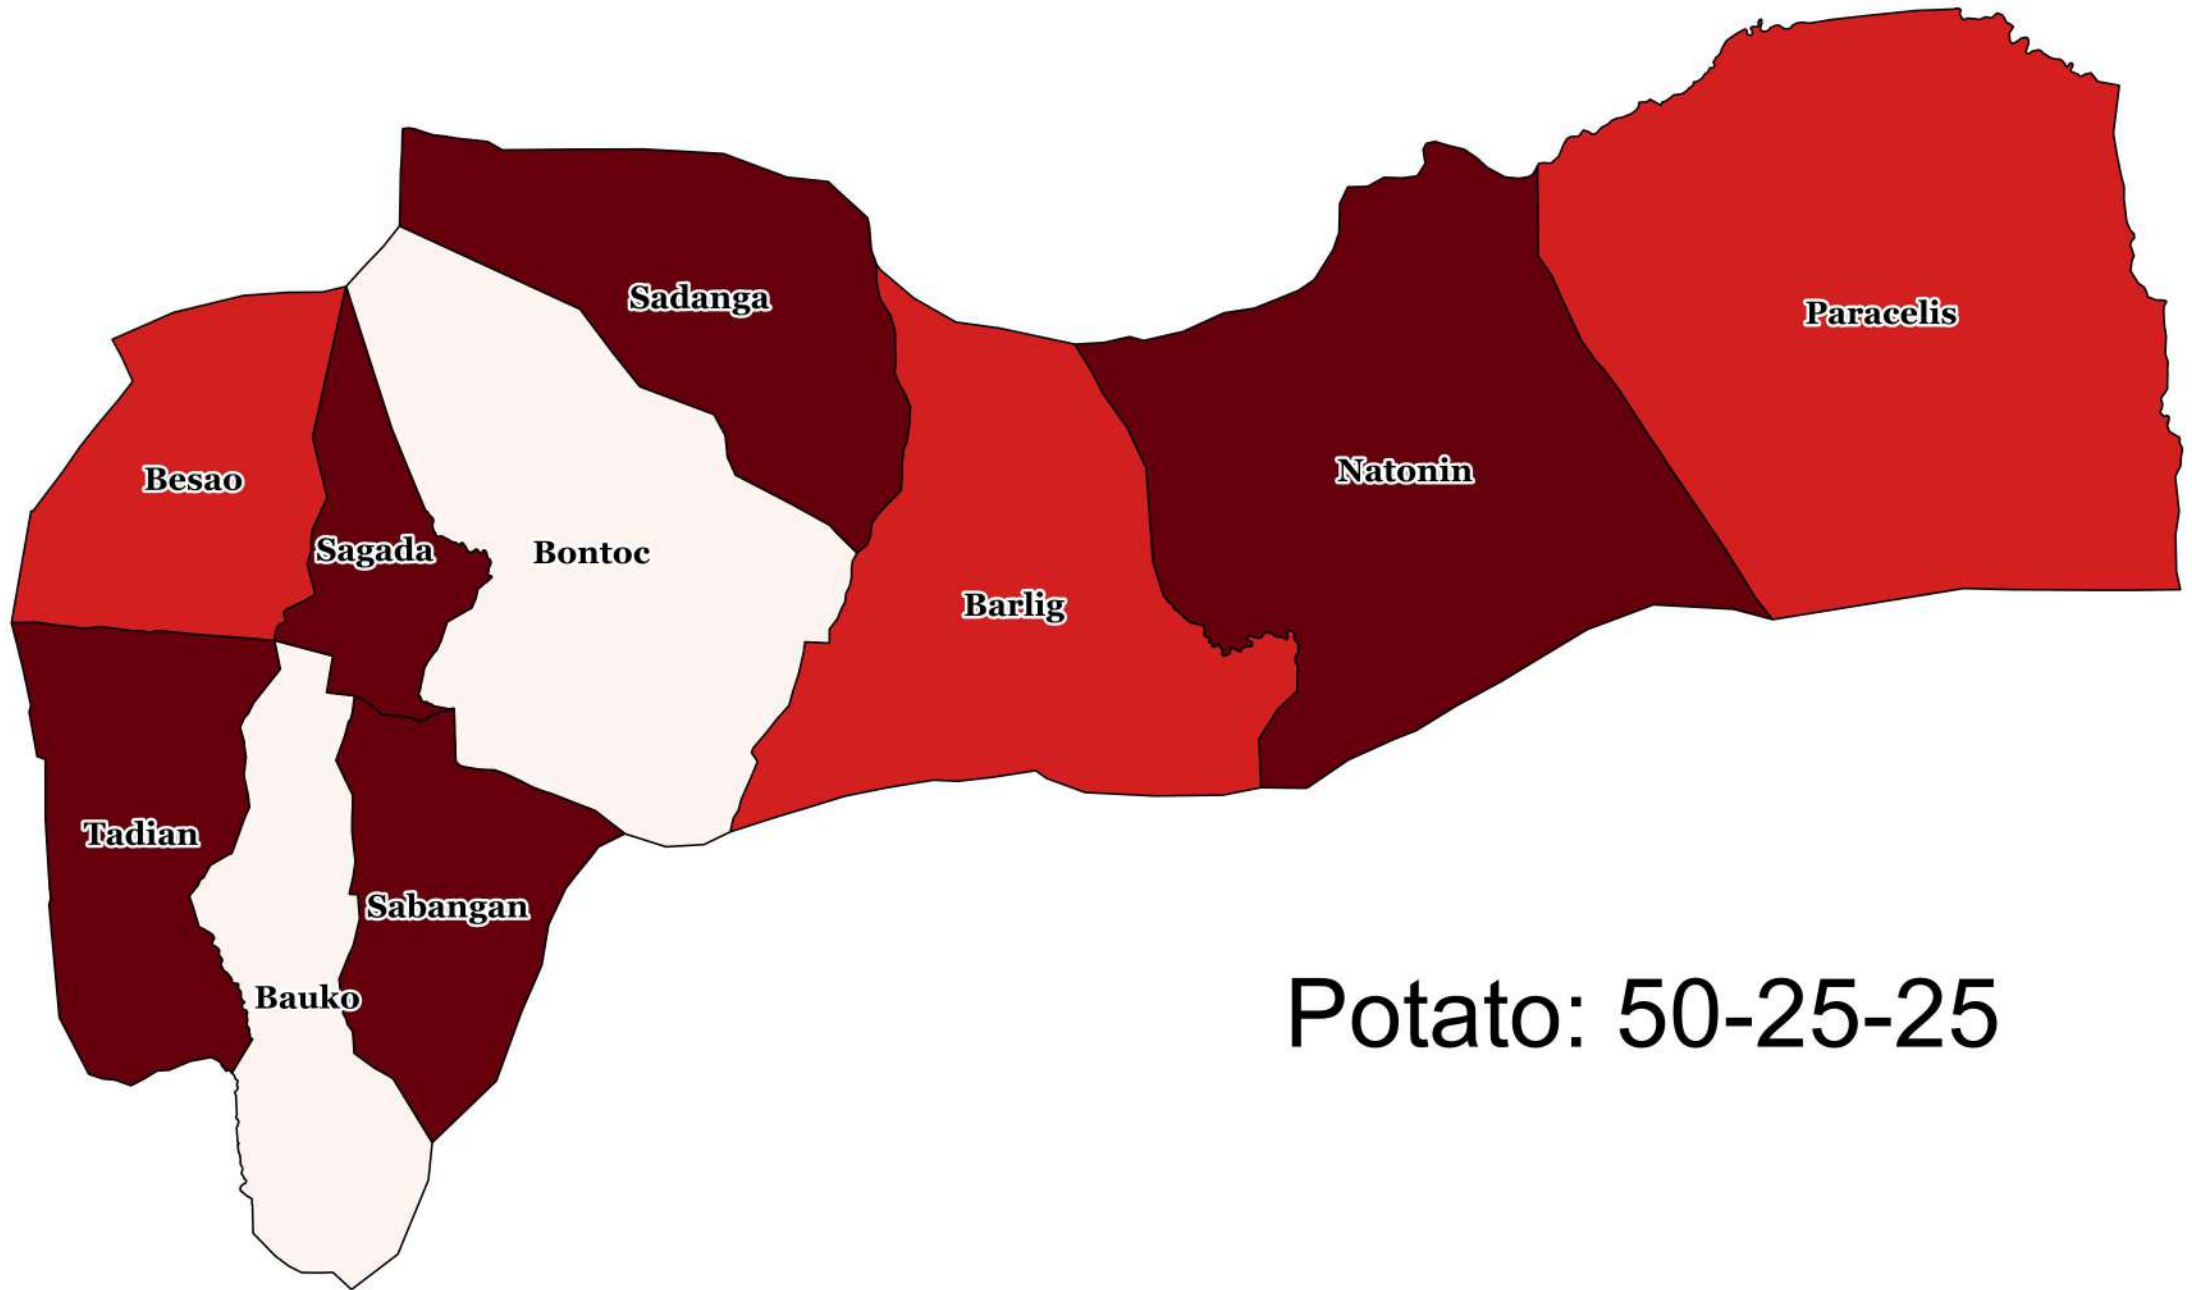 Sadanga
Paracelis
Natonin
Besao
Sagada
Bontoc
Barlig
Tadian
Sabangan
Bauko
Potato: 50-25-25